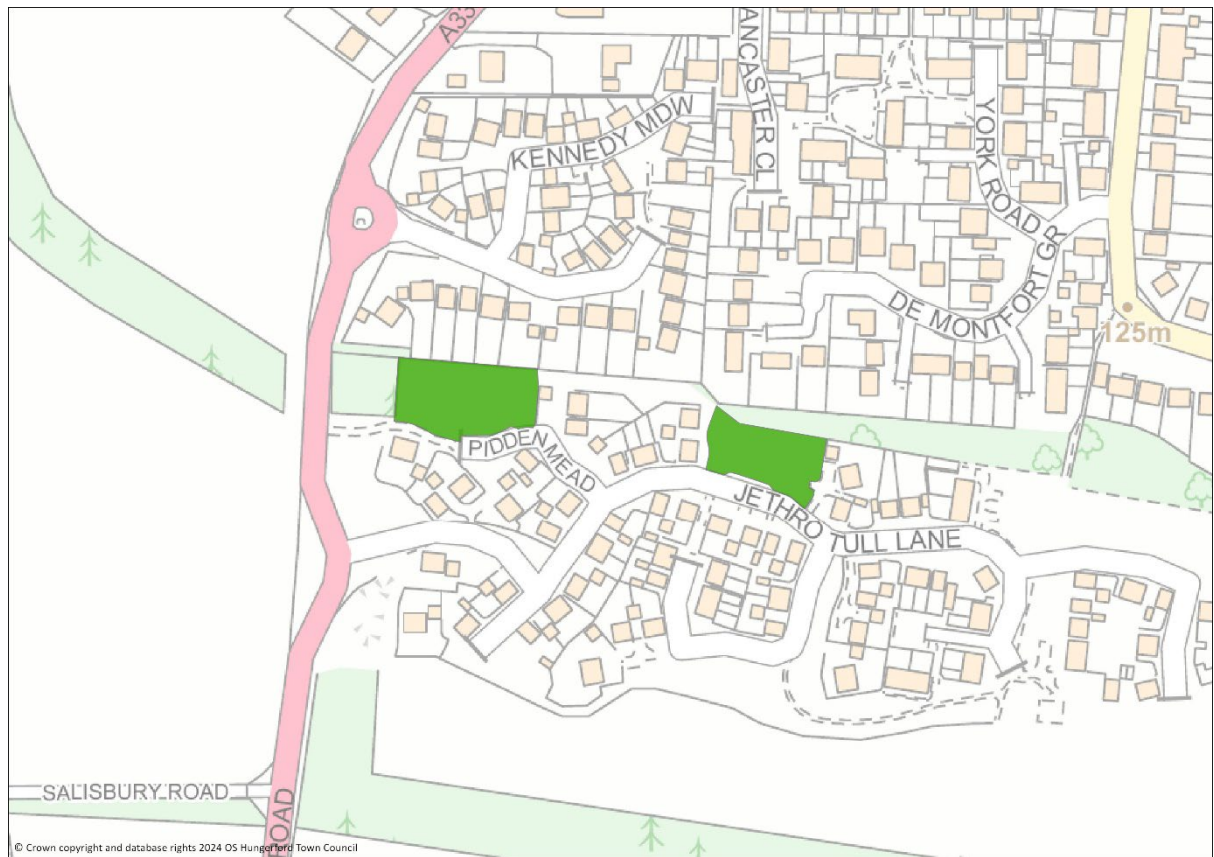 A33
ANCASTER CL
KENNEDY MDW
YORK ROAD
DE MONTFORT GR
125m
PIDDEN MEAD
JETHRO TULL LANE
SALISBURY ROAD
ROAD
© Crown copyright and database rights 2024 OS Hungerford Town Council